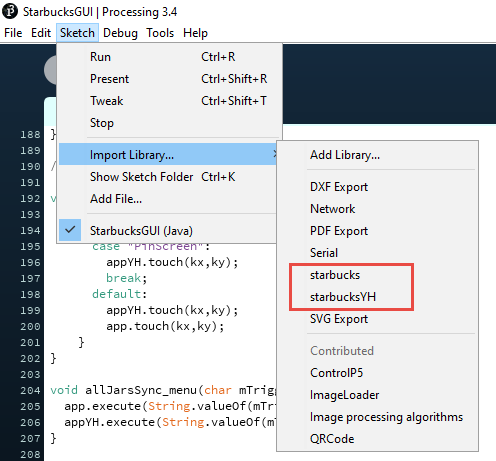 StarbucksGUI | Processing 3.4
File Edit Sketch Debug Tools Help
Run Ctrl+R
Present Ctrl+Shift+R
Tweak Ctrl+Shift+T
Stop
Import Library...
Show Sketch Folder Ctrl+K
Add File...
StarbucksGUI (Java)
Add Library...
DXF Export
Network
PDF Export
Serial
starbucks
starbucksYH
SVG Export
Contributed
ControlP5
ImageLoader
Image processing algorithms
QRCode
188 }
189
190 /
191
192 v
193
194
195 case "PinScreen":
196 appYH.touch(kx,ky);
197 break;
198 default:
199 appYH.touch(kx,ky);
200 app.touch(kx,ky);
201 }
202 }
203
204 void allJarsSync_menu(char mTrigg
205 app.execute(String.valueOf(mTri
206 appYH.execute(String.valueOf(mT
207 }
208